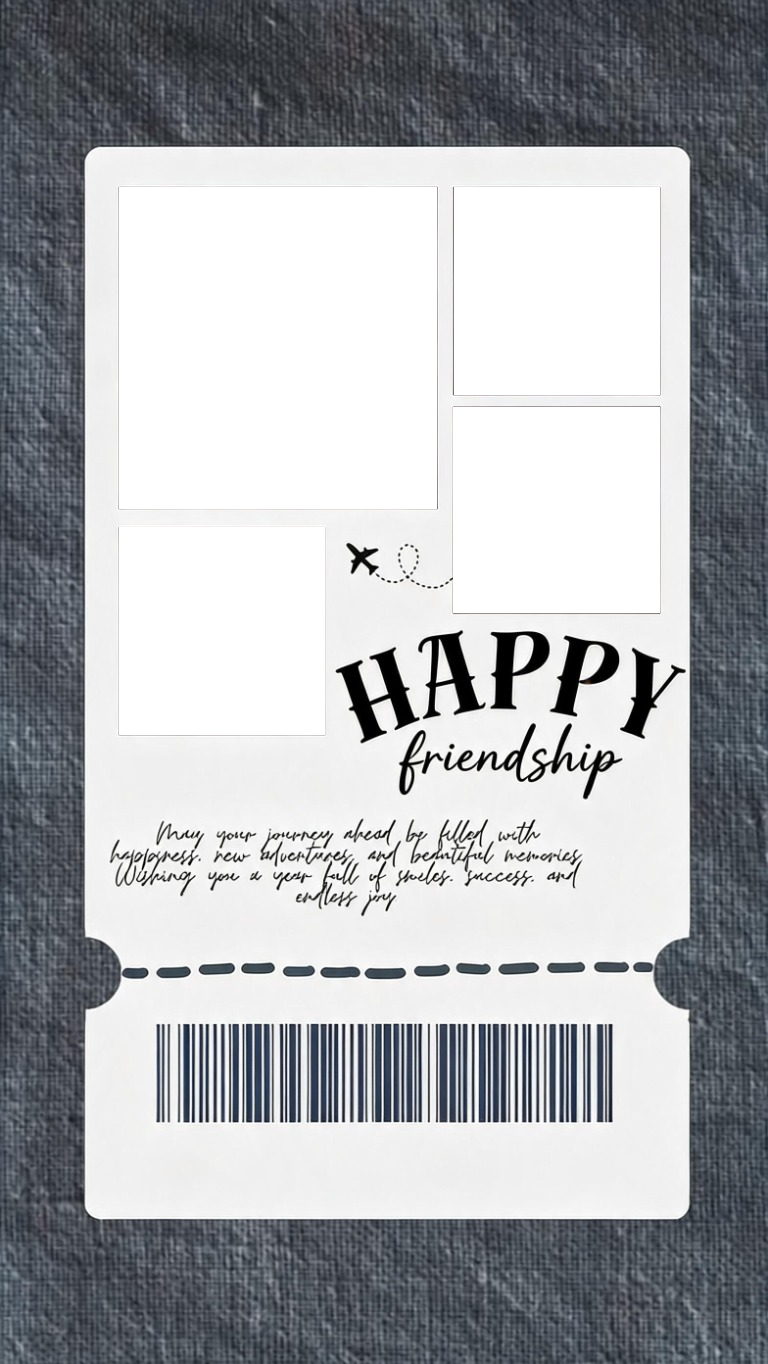 HAPPY
friendship
May your journey ahead be filled with
happiness. new adventures. and beautiful memories.
Wishing you a year full of smiles. success. and
endless joy